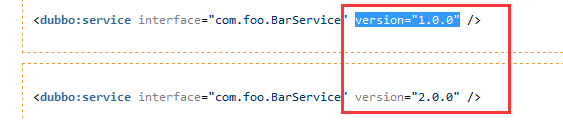 <dubbo:service interface="com.foo.BarService" version="1.0.0" />
<dubbo:service interface="com.foo.BarService" version="2.0.0" />